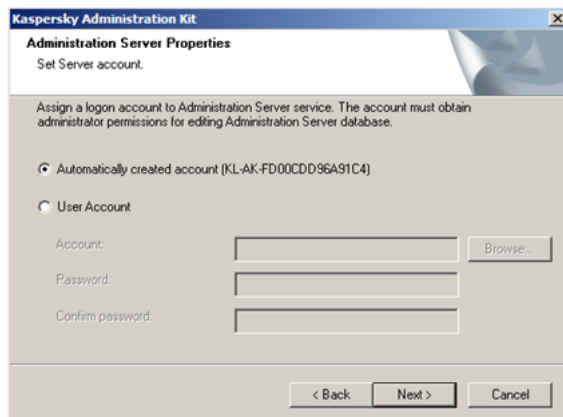 Kaspersky Administration Kit
Administration Server Properties
Set Server account.
Assign a logon account to Administration Server service. The account must obtain
administrator permissions for editing Administration Server database.
Automatically created account (KL-AK-FD00CDD96A91C4)
User Account
Account:
Browse...
Password:
Confirm password:
< Back
Next >
Cancel